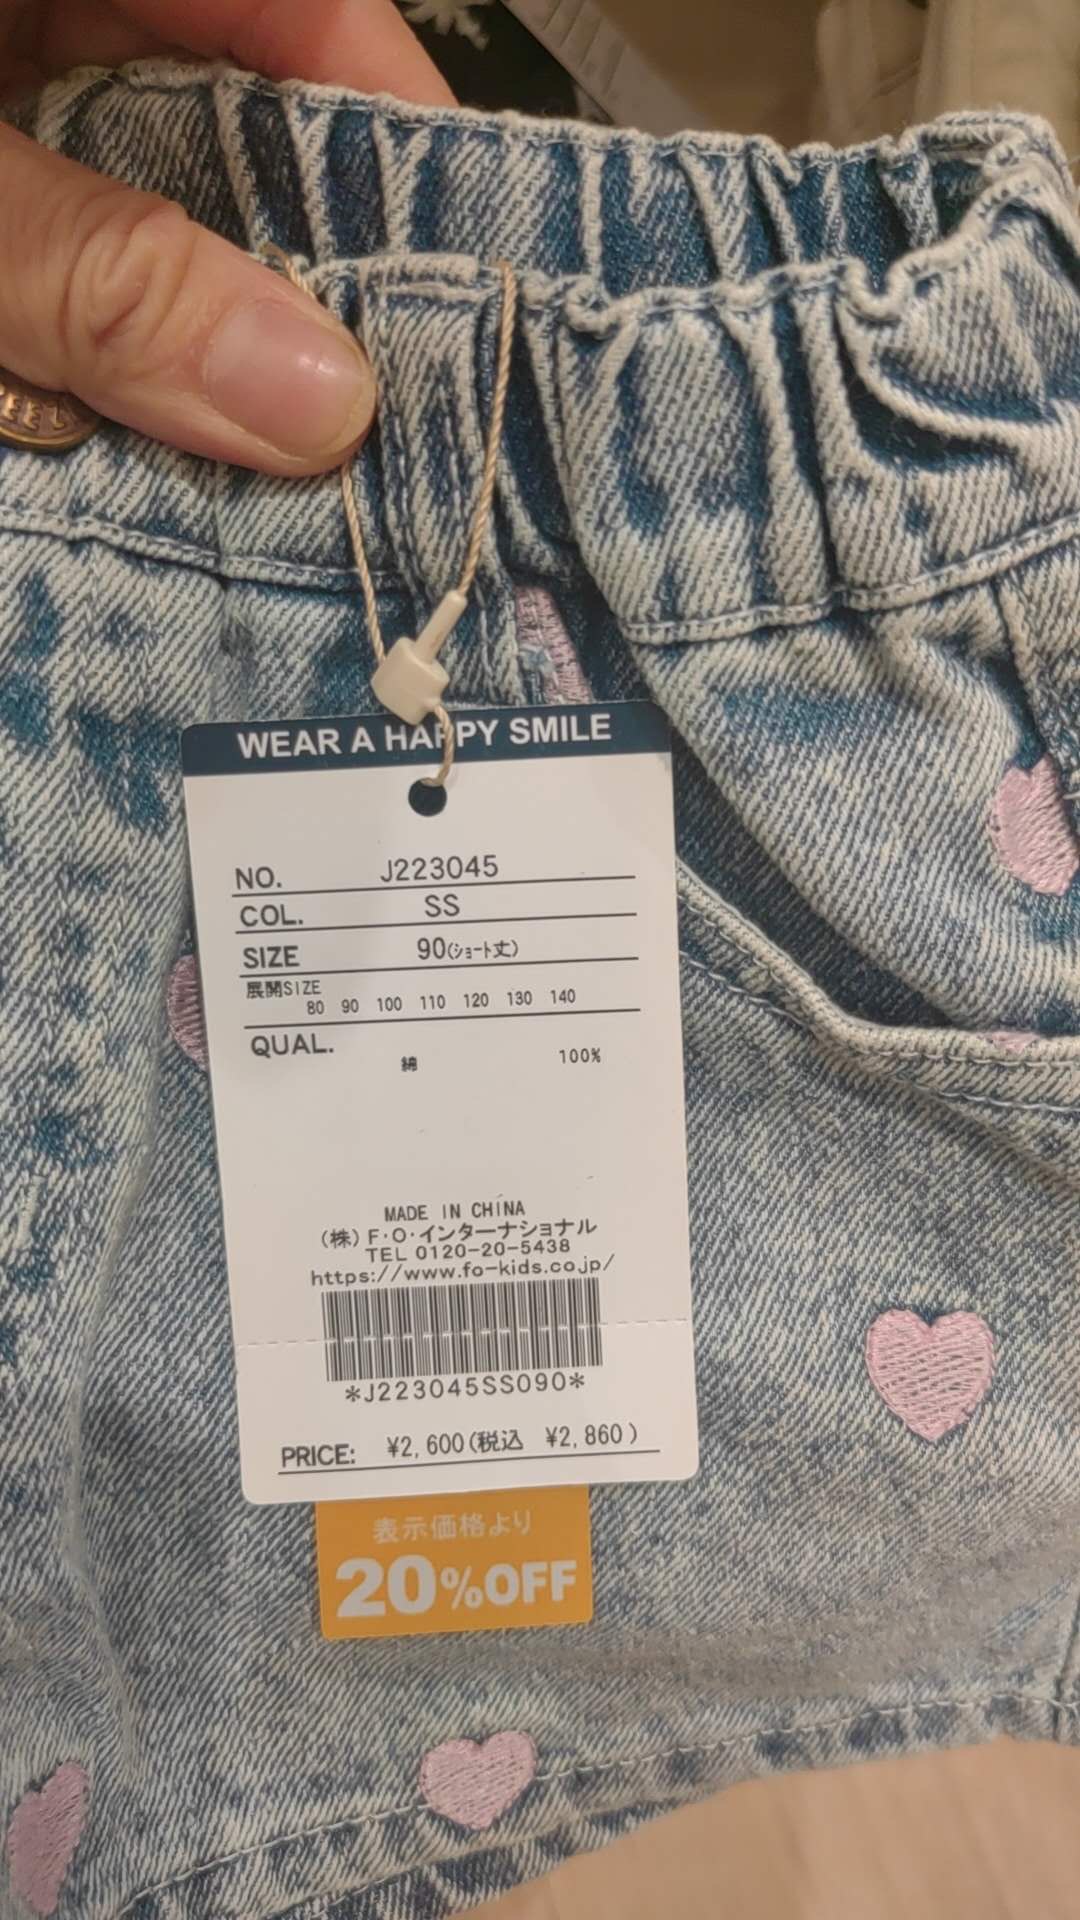 WEAR A HAPPY SMILE
NO. J223045
COL. SS
SIZE 90(ショート丈)
展開SIZE
80 90 100 110 120 130 140
QUAL.
綿 100%
MADE IN CHINA
(株)F・O・インターナショナル
TEL 0120-20-5438
https://www.fo-kids.co.jp/
*J223045SS090*
PRICE: ¥2,600(税込 ¥2,860)
表示価格より
20%OFF